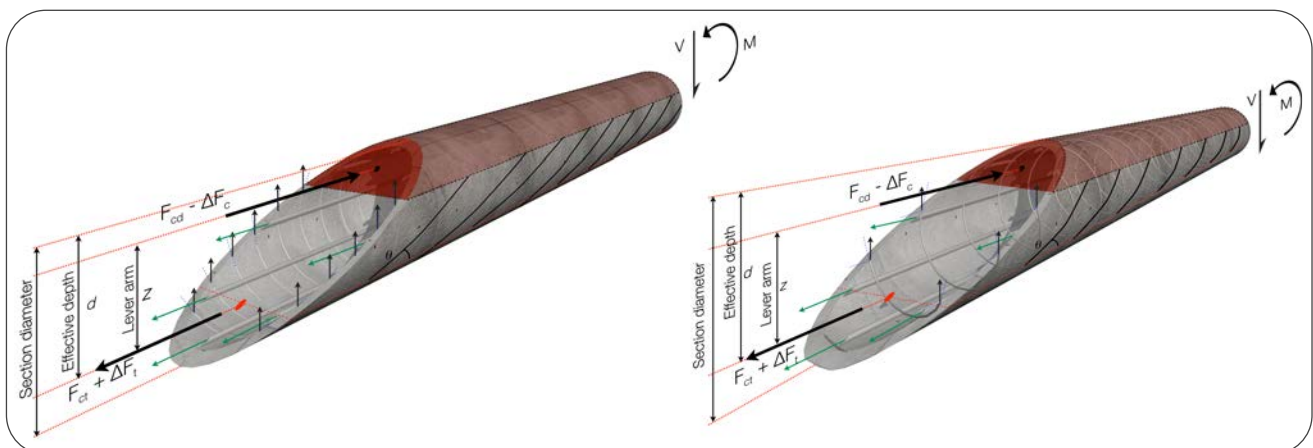 V
M
F_cd - ΔF_c
θ
Section diameter
Effective depth
d
Lever arm
z
F_ct + ΔF_t
V
M
F_cd - ΔF_c
θ
Section diameter
Effective depth
d
Lever arm
z
F_ct + ΔF_t